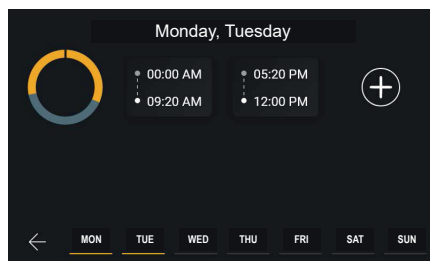 Monday, Tuesday
00:00 AM
05:20 PM
09:20 AM
12:00 PM
MON TUE WED THU FRI SAT SUN